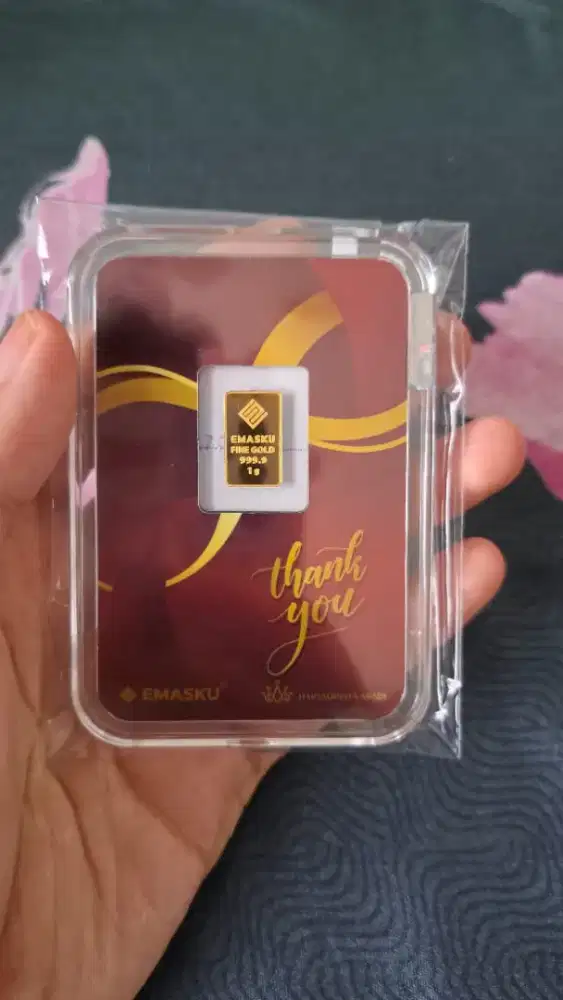 EMASKU
FINE GOLD
999.9
1 g
thank
you
EMASKU